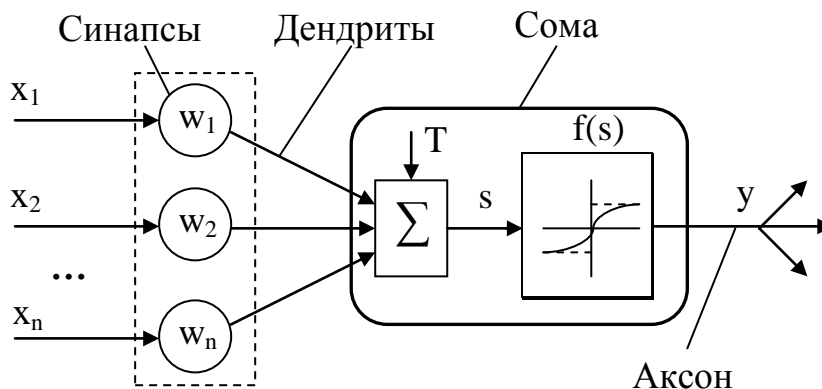 Синапсы
Дендриты
Сома
x₁
w₁
T
f(s)
x₂
w₂
∑
s
y
...
xₙ
wₙ
Аксон